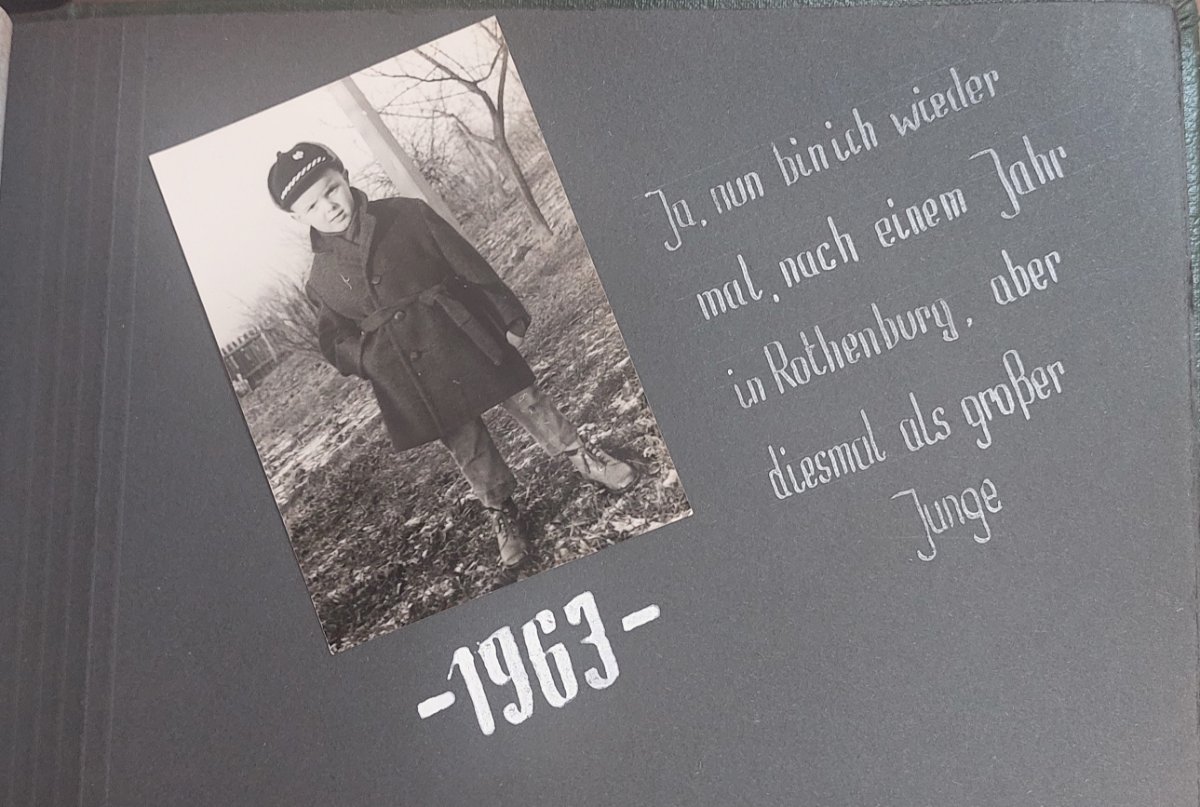 Ja, nun bin ich wieder
mal, nach einem Jahr
in Rothenburg, aber
diesmal als großer
Junge
-1963-